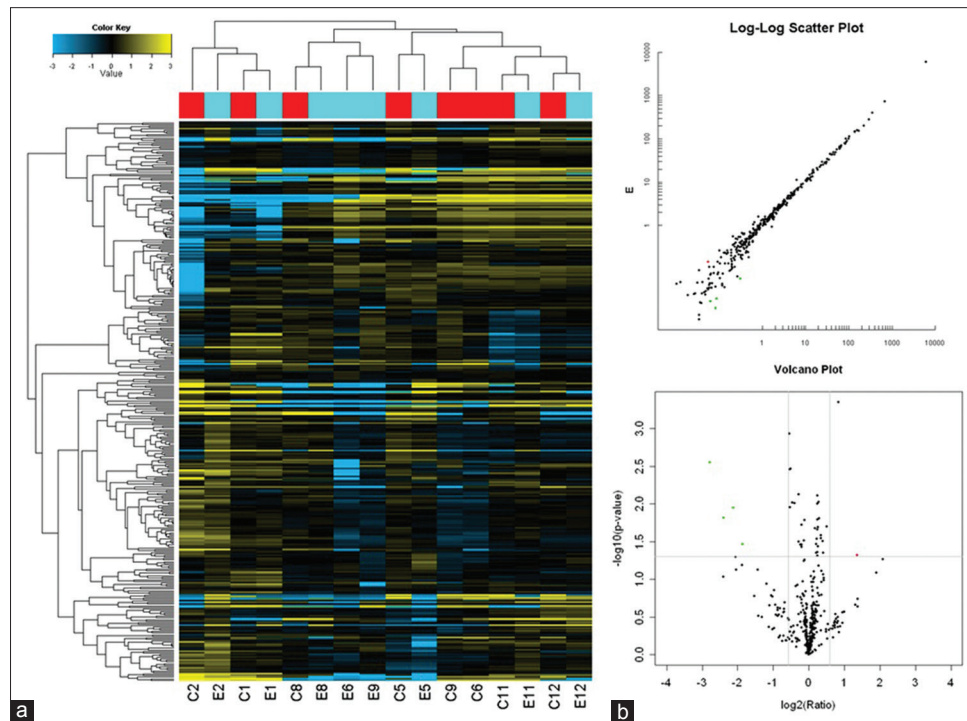 Color Key
-3 -2 -1 0 1 2 3
Value
C2 E2 C1 E1 C8 E8 E6 E9 C5 E5 C9 C6 C11 E11 C12 E12
a
Log-Log Scatter Plot
10000
1000
100
10
1
E
1 10 100 1000 10000
Volcano Plot
3.0
2.5
2.0
1.5
1.0
0.5
0.0
-log10(p-value)
-4 -3 -2 -1 0 1 2 3 4
log2(Ratio)
b